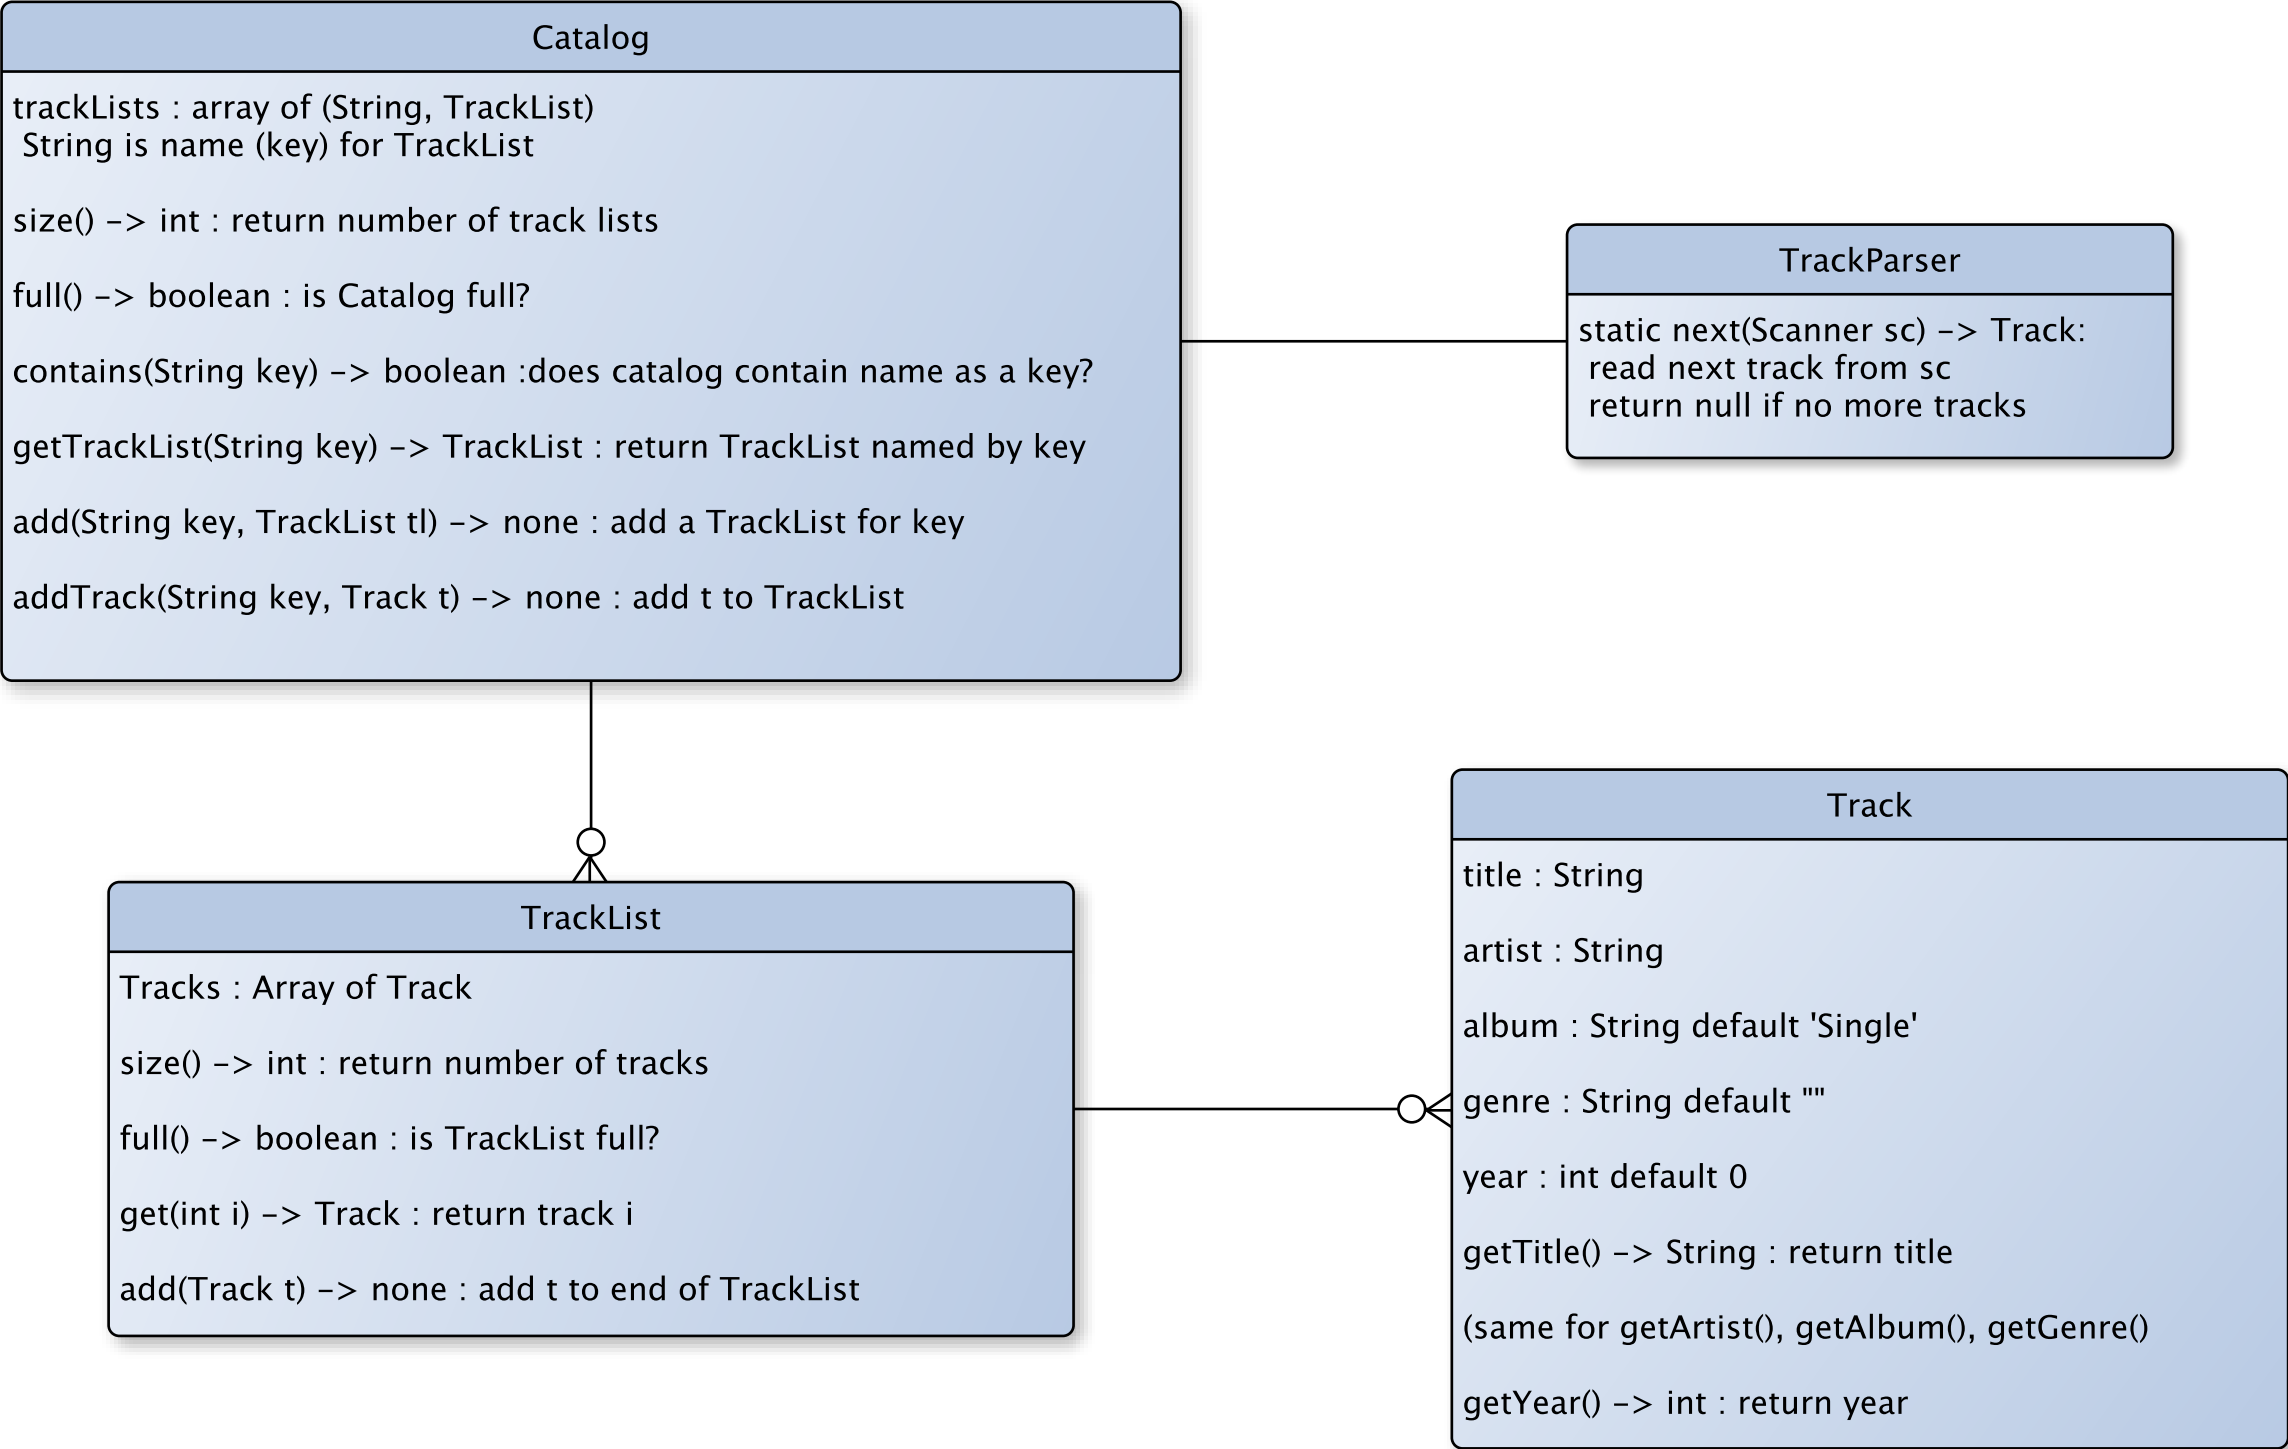 Catalog
trackLists : array of (String, TrackList)
String is name (key) for TrackList
size() -> int : return number of track lists
full() -> boolean : is Catalog full?
contains(String key) -> boolean :does catalog contain name as a key?
getTrackList(String key) -> TrackList : return TrackList named by key
add(String key, TrackList tl) -> none : add a TrackList for key
addTrack(String key, Track t) -> none : add t to TrackList
TrackParser
static next(Scanner sc) -> Track:
read next track from sc
return null if no more tracks
TrackList
Tracks : Array of Track
size() -> int : return number of tracks
full() -> boolean : is TrackList full?
get(int i) -> Track : return track i
add(Track t) -> none : add t to end of TrackList
Track
title : String
artist : String
album : String default 'Single'
genre : String default ""
year : int default 0
getTitle() -> String : return title
(same for getArtist(), getAlbum(), getGenre()
getYear() -> int : return year